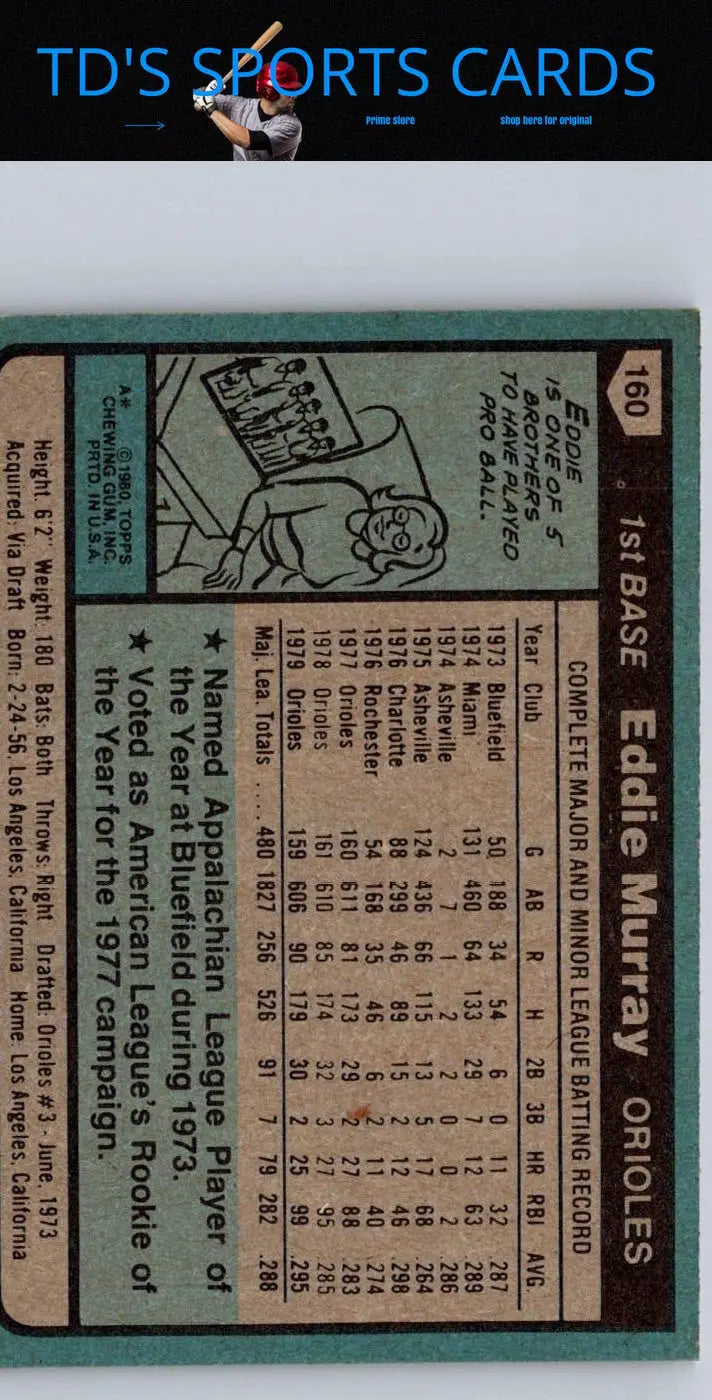 TD'S SPORTS CARDS
Prime store
shop here for original
160
1st BASE Eddie Murray ORIOLES
EDDIE
IS ONE OF 5
BROTHERS
TO HAVE PLAYED
PRO BALL.
A* ©1980, TOPPS
CHEWING GUM, INC.
PRTD. IN U.S.A.
COMPLETE MAJOR AND MINOR LEAGUE BATTING RECORD
Year Club G AB R H 2B 3B HR RBI AVG.
1973 Bluefield 50 188 34 54 6 0 11 32 .287
1974 Miami 131 460 64 133 29 7 12 63 .289
1974 Asheville 2 7 1 2 2 0 0 2 .286
1975 Asheville 124 436 66 115 13 5 17 68 .264
1976 Charlotte 88 299 46 89 15 2 12 46 .298
1976 Rochester 54 168 35 46 6 2 11 40 .274
1977 Orioles 160 611 81 173 29 2 27 88 .283
1978 Orioles 161 610 85 174 32 3 27 95 .285
1979 Orioles 159 606 90 179 30 2 25 99 .295
Maj. Lea. Totals ..... 480 1827 256 526 91 7 79 282 .288
★ Named Appalachian League Player of
the Year at Bluefield during 1973.
★ Voted as American League's Rookie of
the Year for the 1977 campaign.
Height: 6'2" Weight: 180 Bats: Both Throws: Right Drafted: Orioles #3 - June, 1973
Acquired: Via Draft Born: 2-24-56, Los Angeles, California Home: Los Angeles, California